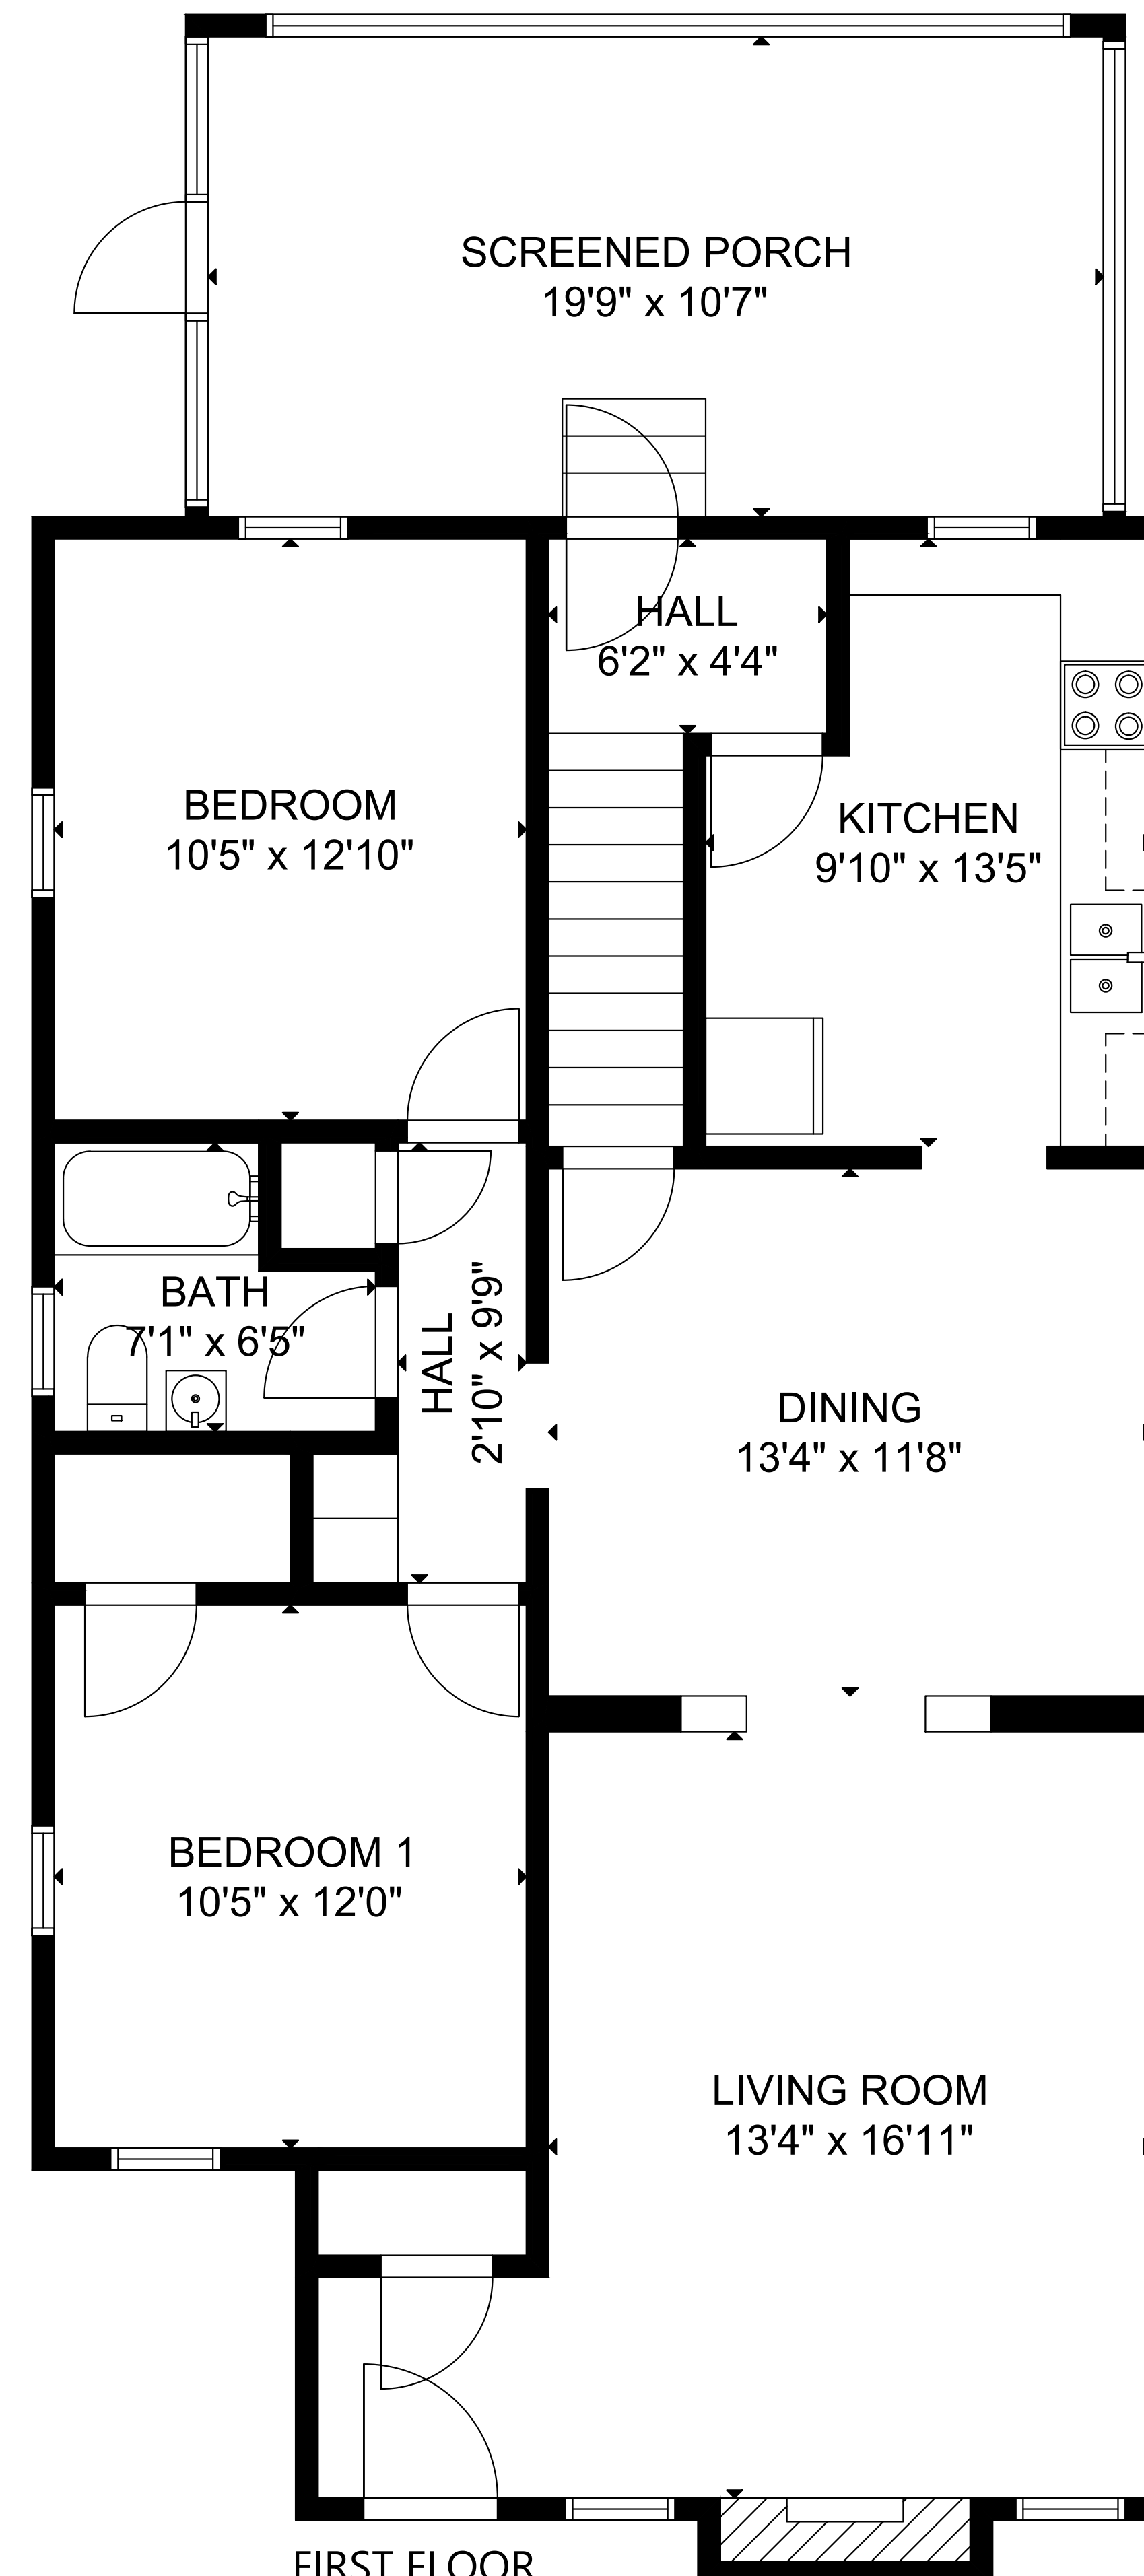 SCREENED PORCH
19'9" x 10'7"
HALL
6'2" x 4'4"
BEDROOM
10'5" x 12'10"
KITCHEN
9'10" x 13'5"
BATH
7'1" x 6'5"
HALL
2'10" x 9'9"
DINING
13'4" x 11'8"
BEDROOM 1
10'5" x 12'0"
LIVING ROOM
13'4" x 16'11"
FIRST FLOOR